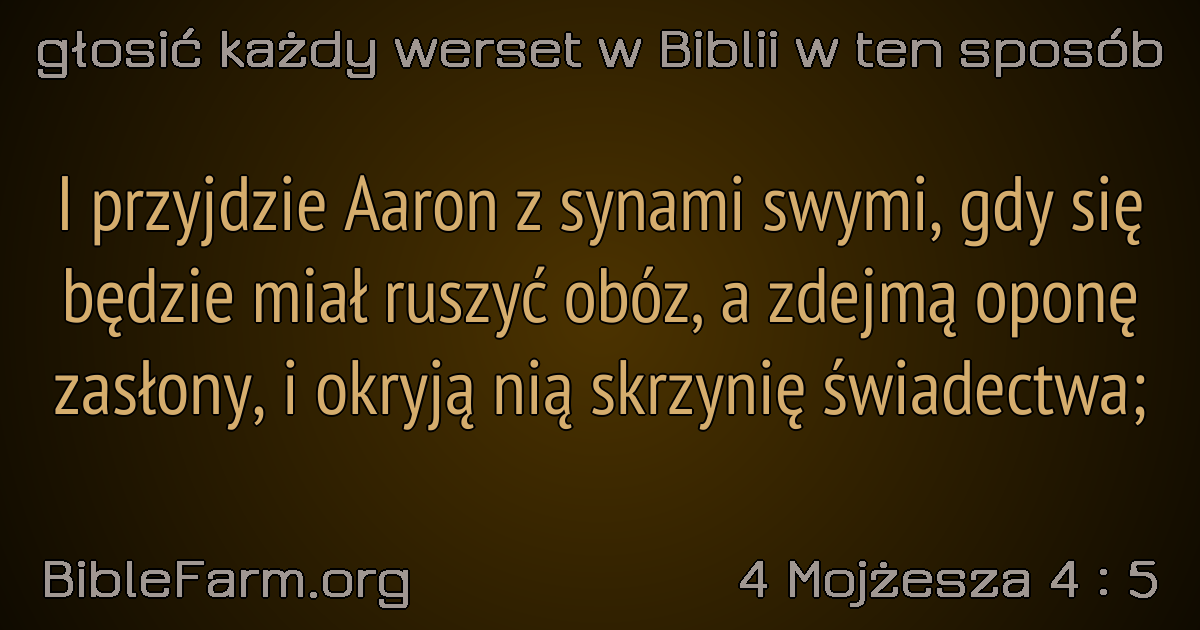 głosić każdy werset w Biblii w ten sposób
I przyjdzie Aaron z synami swymi, gdy się
będzie miał ruszyć obóz, a zdejmą oponę
zasłony, i okryją nią skrzynię świadectwa;
BibleFarm.org
4 Mojżesza 4 : 5